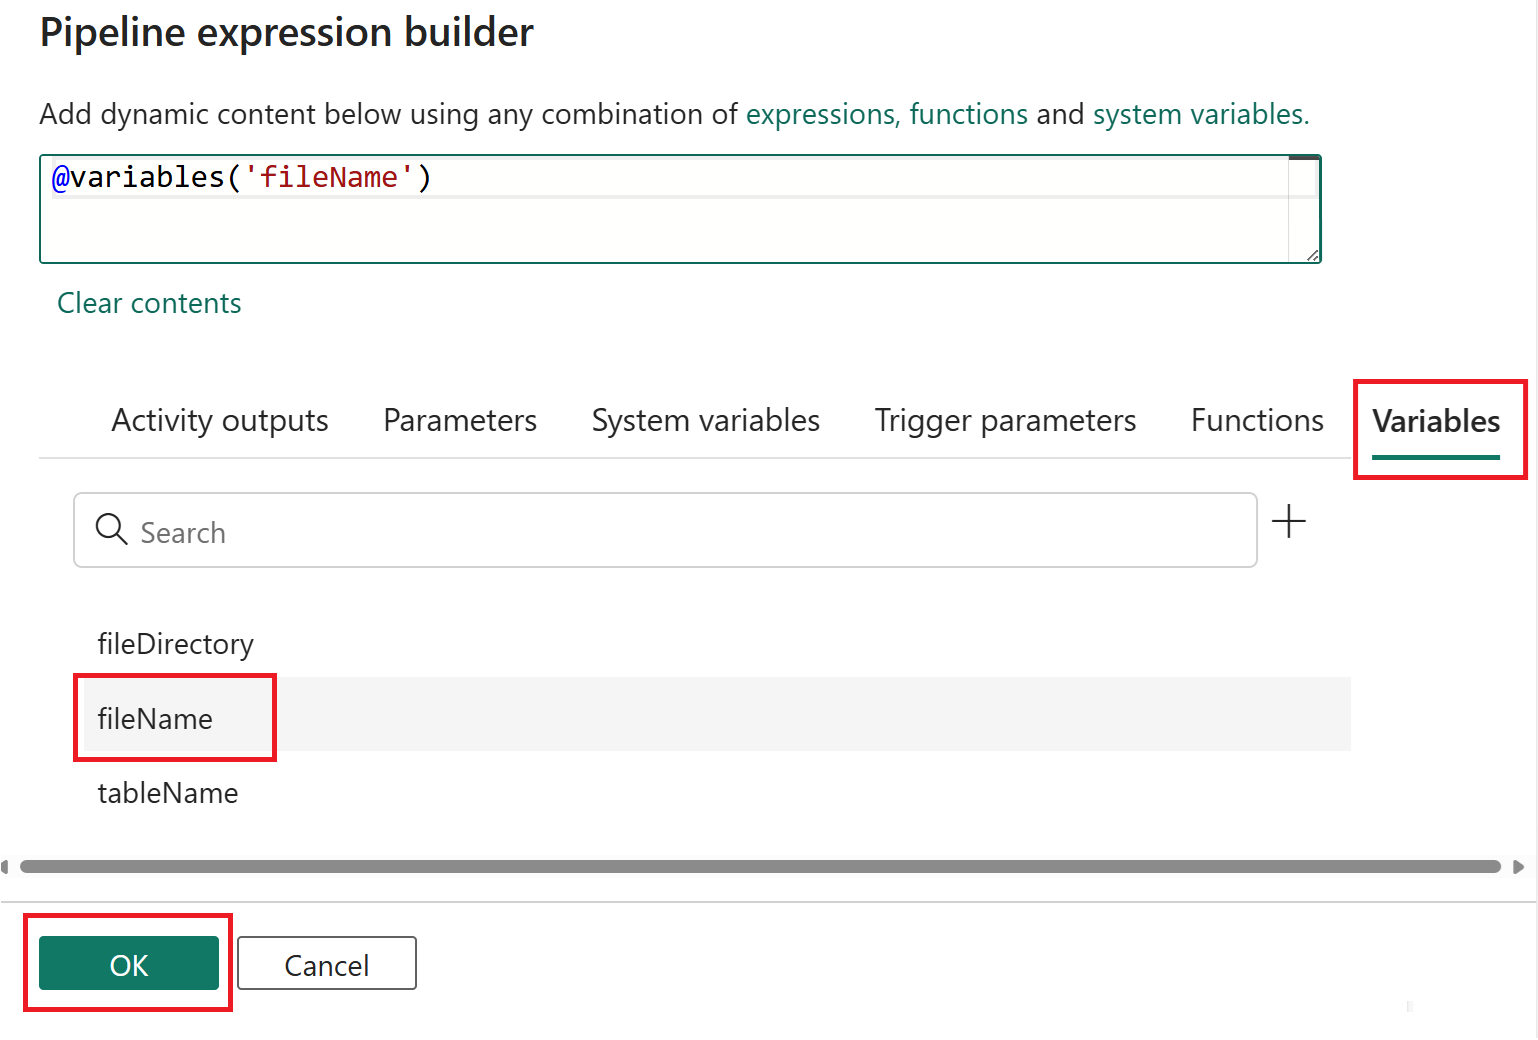 Pipeline expression builder
Add dynamic content below using any combination of expressions, functions and system variables.
@variables('fileName')
Clear contents
Activity outputs Parameters System variables Trigger parameters Functions Variables
Search
fileDirectory
fileName
tableName
OK Cancel